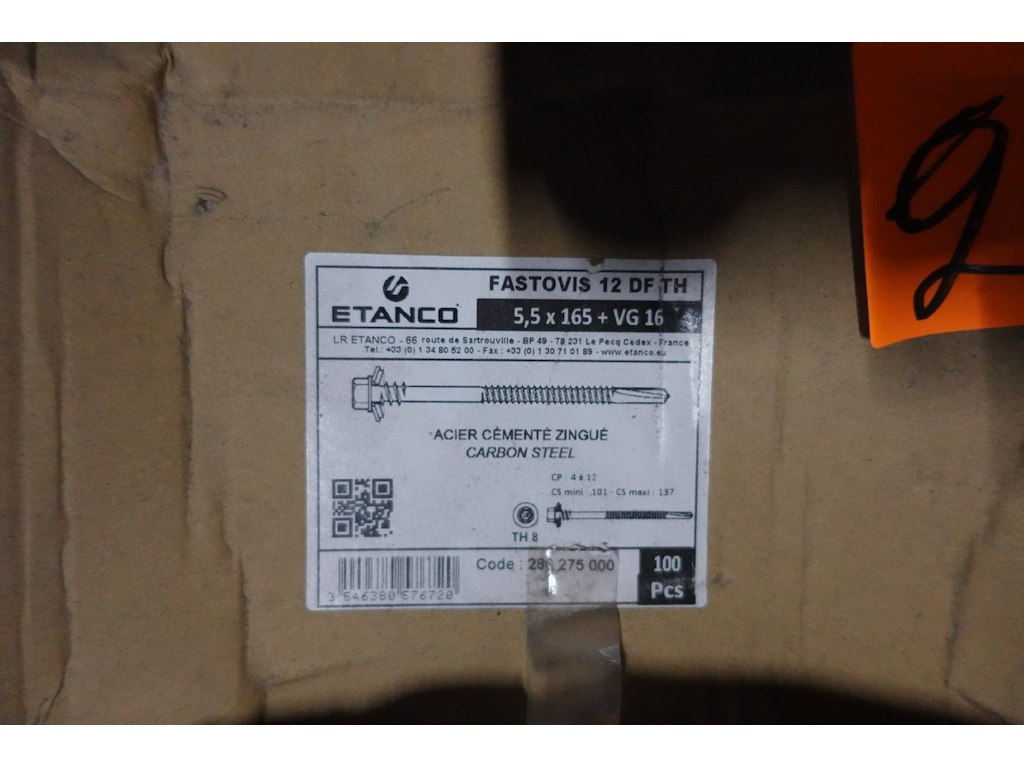 9
ETANCO
FASTOVIS 12 DF TH
5,5 x 165 + VG 16
LR ETANCO - 66 route de Sartrouville - BP 49 - 78 231 Le Pecq Cedex - France
Tel.: +33 (0) 1 34 80 52 00 - Fax : +33 (0) 1 30 71 01 89 - www.etanco.eu
ACIER CÉMENTÉ ZINGUÉ
CARBON STEEL
CP : 4 à 12
CS mini : 101 - CS maxi : 137
TH 8
Code : 275 000
100
Pcs
3 546380 576720